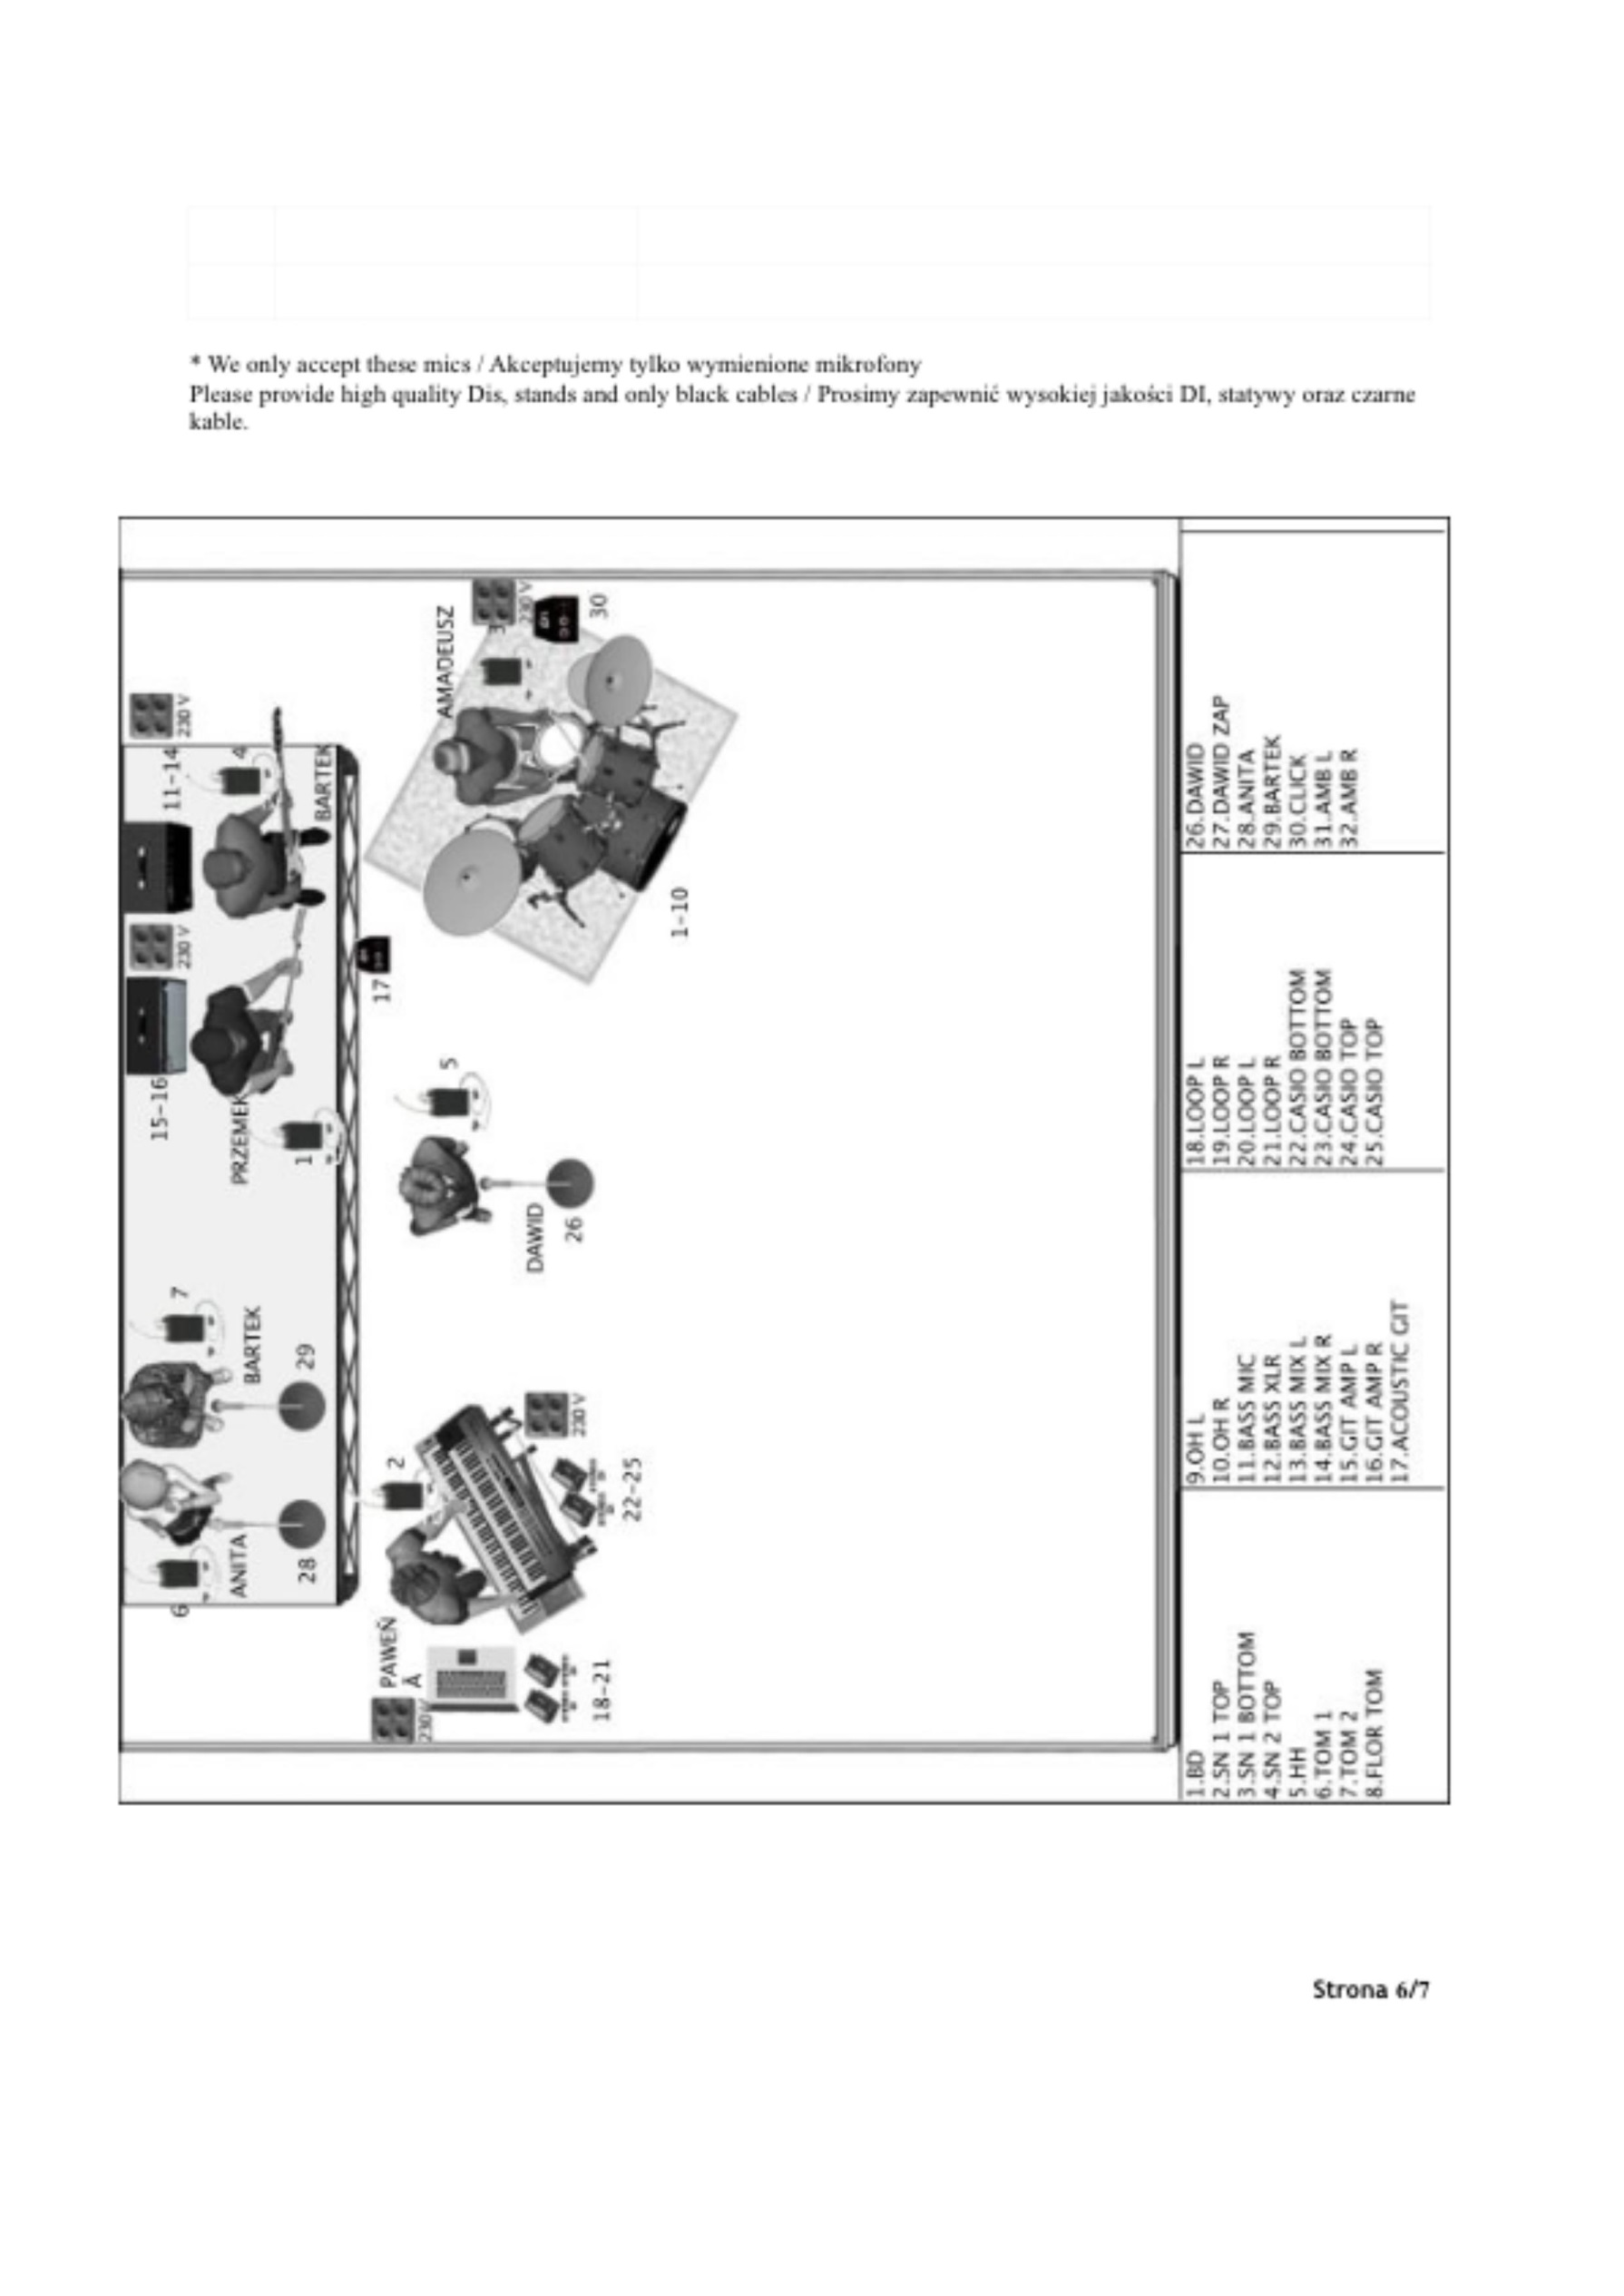 * We only accept these mics / Akceptujemy tylko wymienione mikrofony
Please provide high quality Dis, stands and only black cables / Prosimy zapewnić wysokiej jakości DI, statywy oraz czarne
kable.
230 V
11-14
4
BARTEK
230 V
15-16
PRZEMEK
1
17
7
BARTEK
29
ANITA
28
6
AMADEUSZ
3
230 V
30
1-10
5
DAWID
26
2
230 V
22-25
PAWEÑ
Ä
230 V
18-21
1.BD
2.SN 1 TOP
3.SN 1 BOTTOM
4.SN 2 TOP
5.HH
6.TOM 1
7.TOM 2
8.FLOR TOM
9.OH L
10.OH R
11.BASS MIC
12.BASS XLR
13.BASS MIX L
14.BASS MIX R
15.GIT AMP L
16.GIT AMP R
17.ACOUSTIC GIT
18.LOOP L
19.LOOP R
20.LOOP L
21.LOOP R
22.CASIO BOTTOM
23.CASIO BOTTOM
24.CASIO TOP
25.CASIO TOP
26.DAWID
27.DAWID ZAP
28.ANITA
29.BARTEK
30.CLICK
31.AMB L
32.AMB R
Strona 6/7